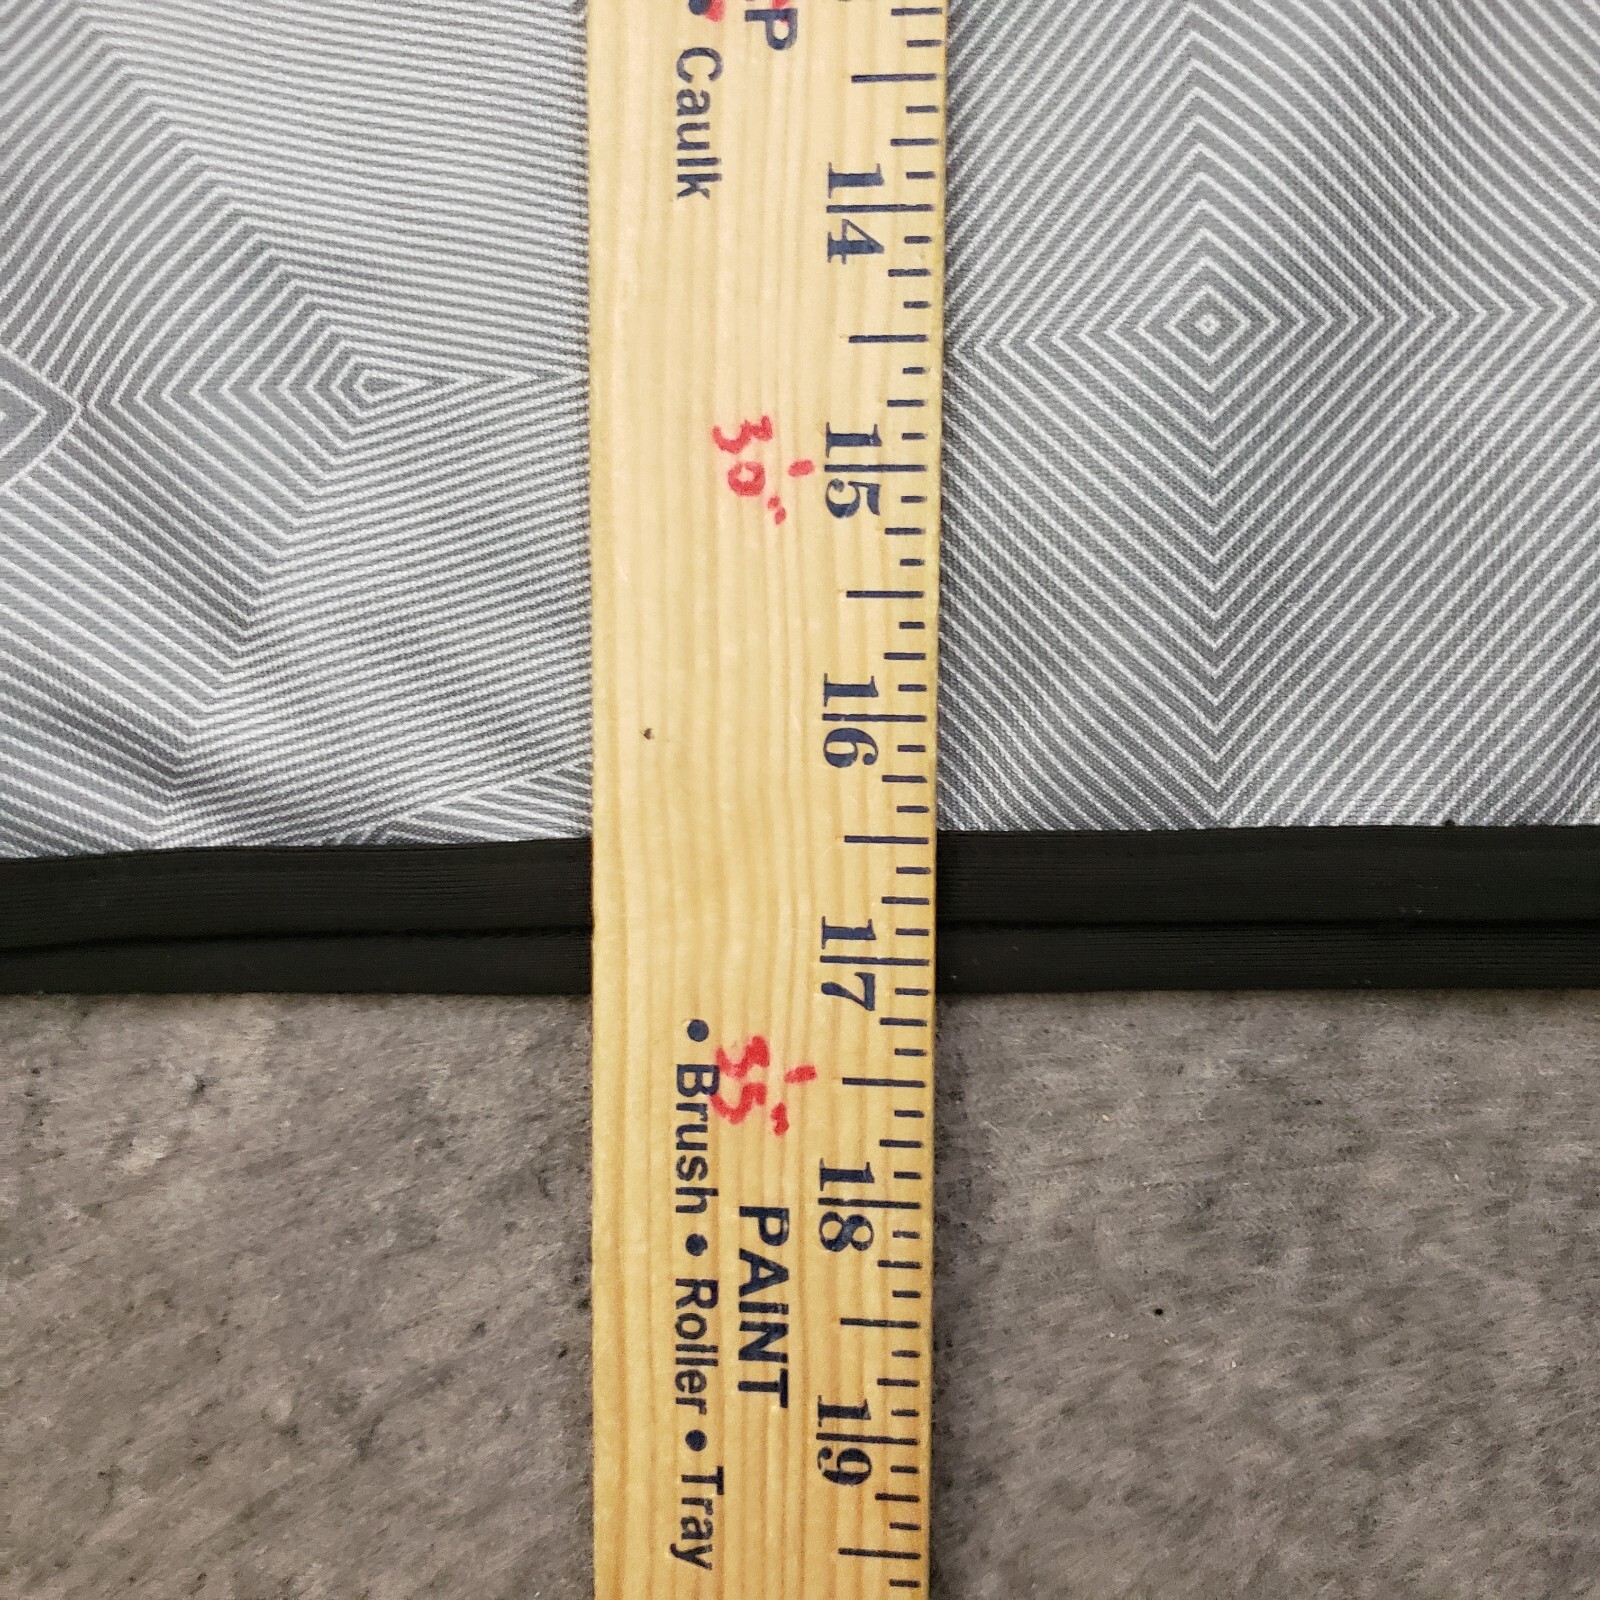 P
• Caulk
14
30"
15
16
17
35"
• Brush • Roller • Tray
PAINT
18
19